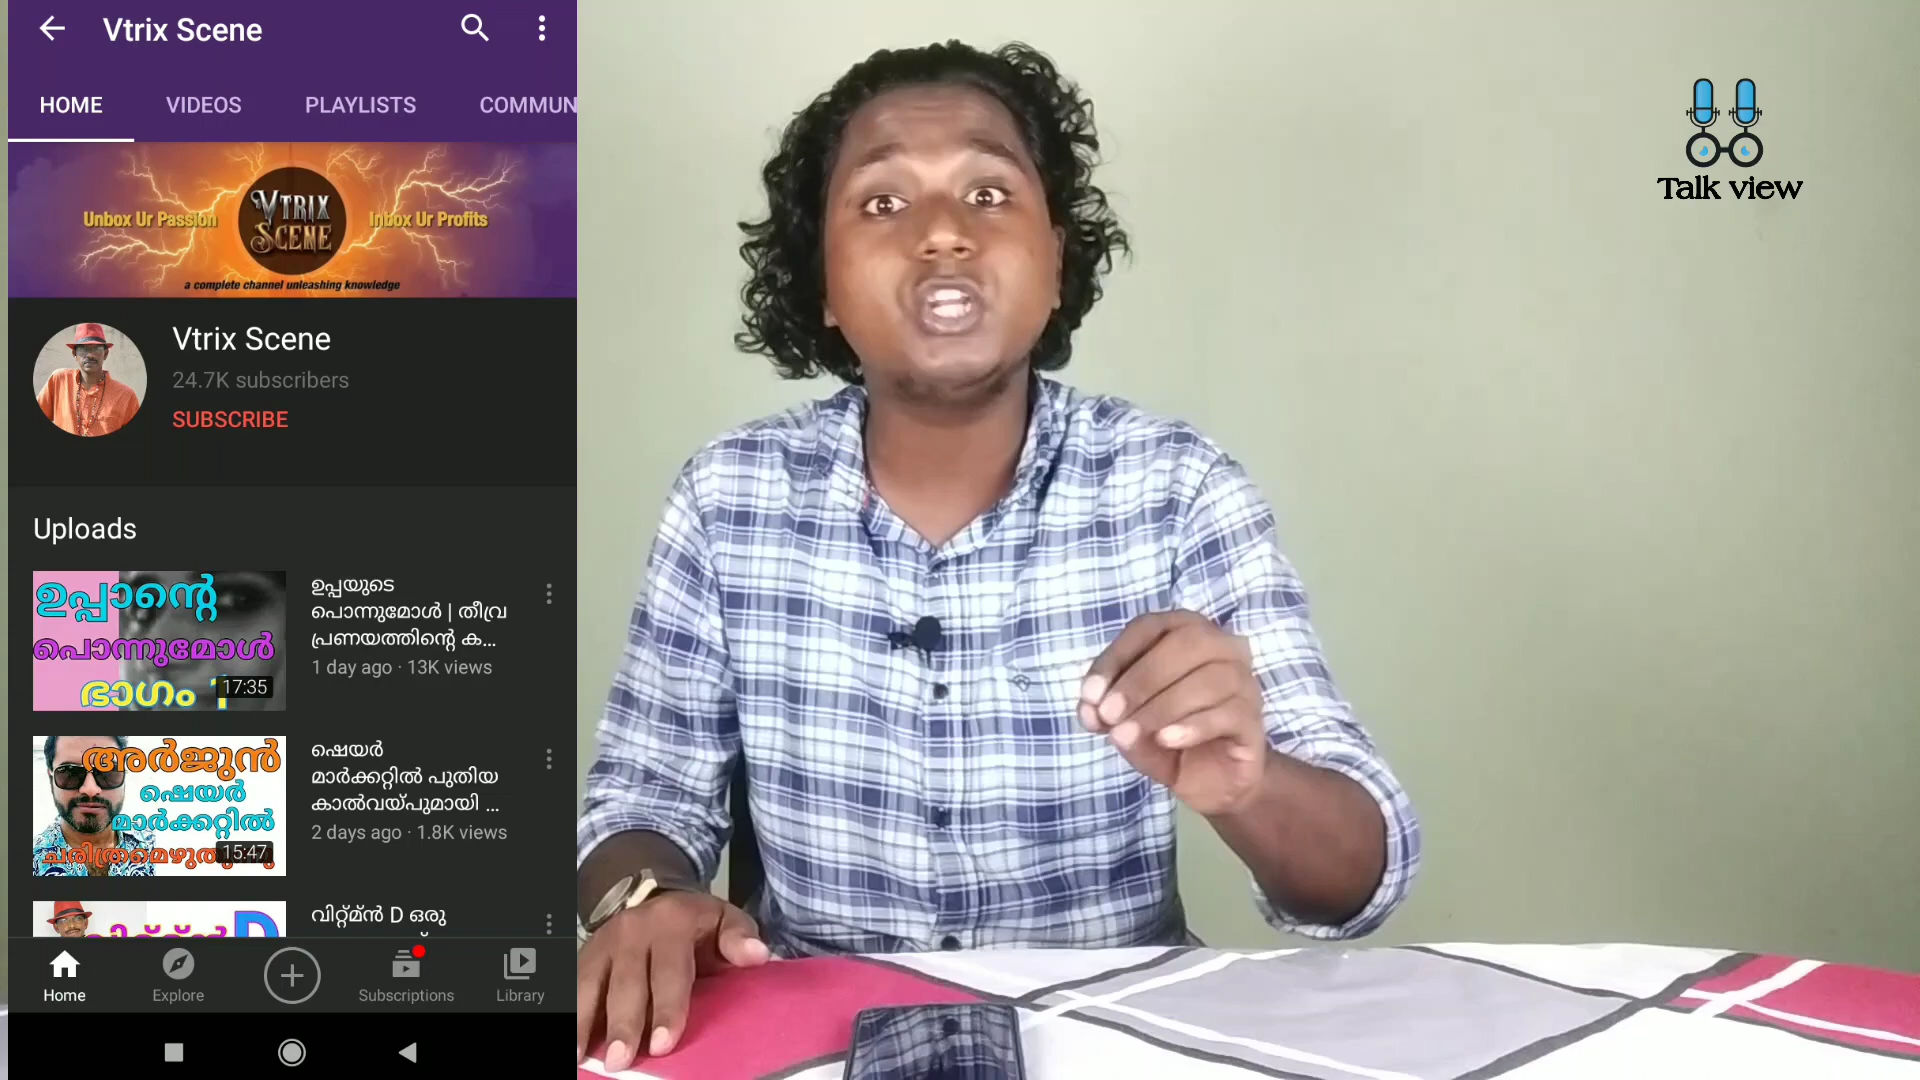 Vtrix Scene
HOME VIDEOS PLAYLISTS COMMUN
Unbox Ur Passion
VTRIX SCENE
Inbox Ur Profits
a complete channel unleashing knowledge
Vtrix Scene
24.7K subscribers
SUBSCRIBE
Uploads
ഉപ്പാന്റെ
പൊന്നുമോൾ
ഭാഗം 1
17:35
ഉപ്പയുടെ
പൊന്നുമോൾ | തീവ്ര
പ്രണയത്തിന്റെ ക...
1 day ago · 13K views
അർജുൻ
ഷെയർ
മാർക്കറ്റിൽ
15:47
ഷെയർ
മാർക്കറ്റിൽ പുതിയ
കാൽവയ്പുമായി ...
2 days ago · 1.8K views
D
വിറ്റ്മ്ൻ D ഒരു
Home Explore Subscriptions Library
Talk view